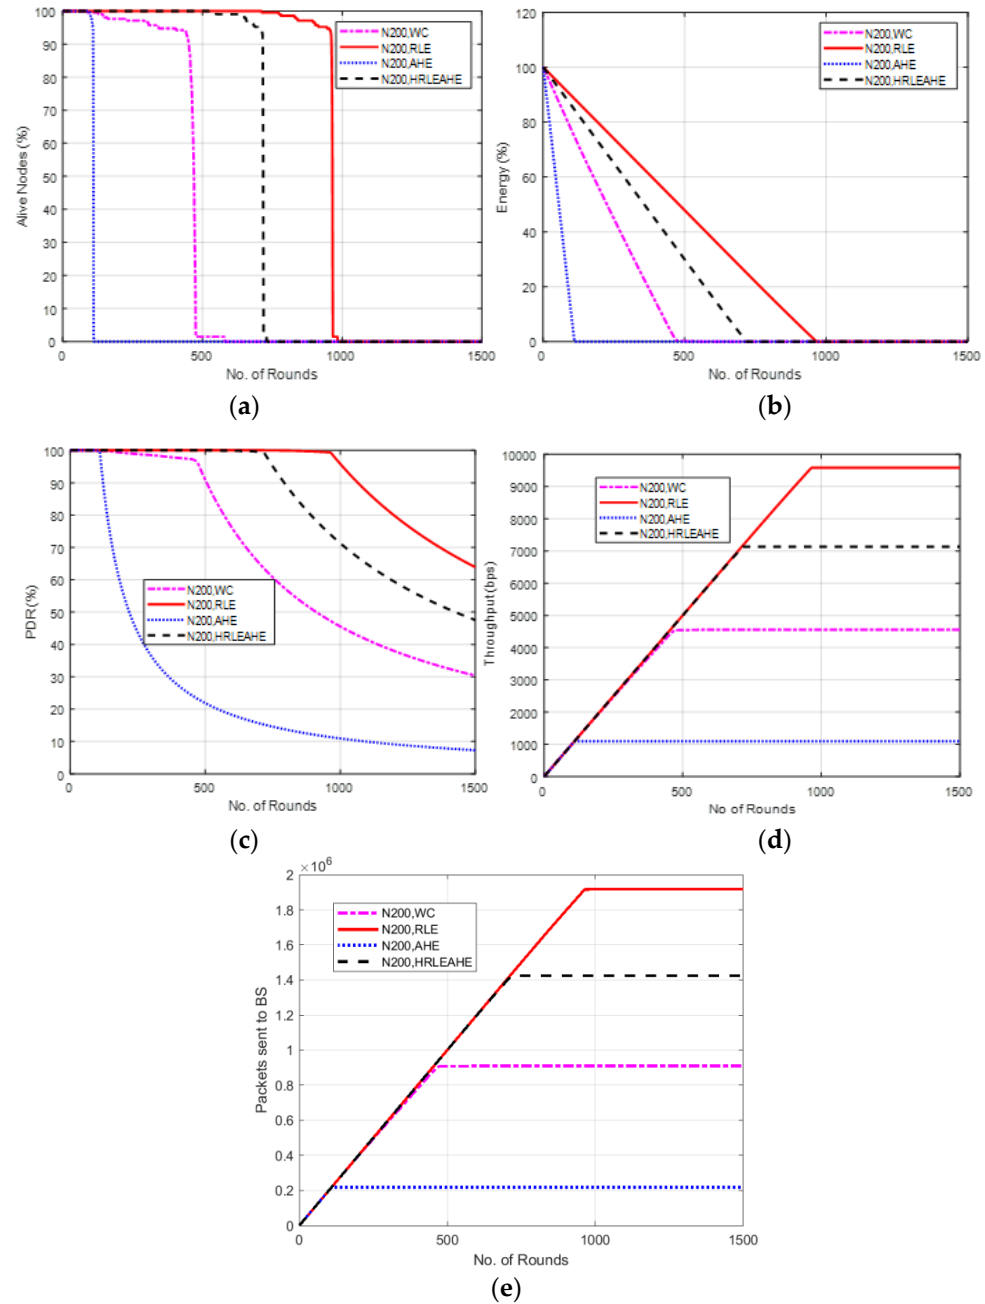 100
90
80
70
60
50
40
30
20
10
0
Alive Nodes (%)
N200,WC
N200,RLE
N200,AHE
N200,HRLEAHE
0 500 1000 1500
No. of Rounds
(a)
120
100
80
60
40
20
0
Energy (%)
N200,WC
N200,RLE
N200,AHE
N200,HRLEAHE
0 500 1000 1500
No. of Rounds
(b)
100
90
80
70
60
50
40
30
20
10
0
PDR (%)
N200,WC
N200,RLE
N200,AHE
N200,HRLEAHE
0 500 1000 1500
No. of Rounds
(c)
10000
9000
8000
7000
6000
5000
4000
3000
2000
1000
0
Throughput (bps)
N200,WC
N200,RLE
N200,AHE
N200,HRLEAHE
0 500 1000 1500
No of Rounds
(d)
×10⁶
2
1.8
1.6
1.4
1.2
1
0.8
0.6
0.4
0.2
0
Packets sent to BS
N200,WC
N200,RLE
N200,AHE
N200,HRLEAHE
0 500 1000 1500
No. of Rounds
(e)